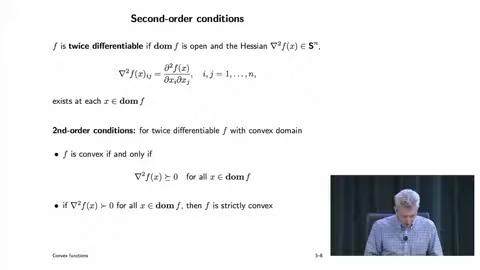 Second-order conditions
f is twice differentiable if dom f is open and the Hessian ∇²f(x) ∈ Sⁿ,
∇²f(x)ᵢⱼ = ∂²f(x) / ∂xᵢ∂xⱼ, i, j = 1, . . . , n,
exists at each x ∈ dom f
2nd-order conditions: for twice differentiable f with convex domain
• f is convex if and only if
∇²f(x) ⪰ 0 for all x ∈ dom f
• if ∇²f(x) ≻ 0 for all x ∈ dom f, then f is strictly convex
Convex functions 3–8